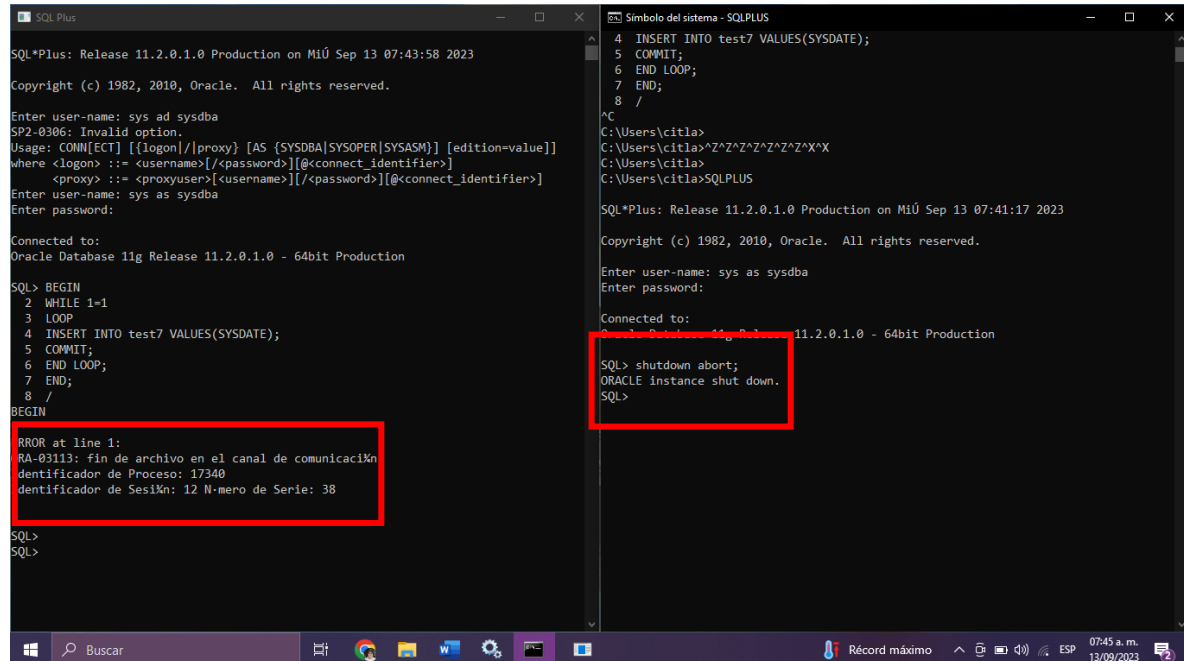 SQL Plus
SQL*Plus: Release 11.2.0.1.0 Production on MiÚ Sep 13 07:43:58 2023
Copyright (c) 1982, 2010, Oracle.  All rights reserved.
Enter user-name: sys ad sysdba
SP2-0306: Invalid option.
Usage: CONN[ECT] [{logon|/|proxy} [AS {SYSDBA|SYSOPER|SYSASM}] [edition=value]]
where <logon> ::= <username>[/<password>][@<connect_identifier>]
      <proxy> ::= <proxyuser>[<username>][/<password>][@<connect_identifier>]
Enter user-name: sys as sysdba
Enter password:
Connected to:
Oracle Database 11g Release 11.2.0.1.0 - 64bit Production
SQL> BEGIN
  2  WHILE 1=1
  3  LOOP
  4  INSERT INTO test7 VALUES(SYSDATE);
  5  COMMIT;
  6  END LOOP;
  7  END;
  8  /
BEGIN
RROR at line 1:
RA-03113: fin de archivo en el canal de comunicaci¾n
dentificador de Proceso: 17340
dentificador de Sesi¾n: 12 N·mero de Serie: 38
SQL>
SQL>
Símbolo del sistema - SQLPLUS
  4  INSERT INTO test7 VALUES(SYSDATE);
  5  COMMIT;
  6  END LOOP;
  7  END;
  8  /
^C
C:\Users\citla>
C:\Users\citla>^Z^Z^Z^Z^Z^Z^Z^X^X
C:\Users\citla>
C:\Users\citla>SQLPLUS
SQL*Plus: Release 11.2.0.1.0 Production on MiÚ Sep 13 07:41:17 2023
Copyright (c) 1982, 2010, Oracle.  All rights reserved.
Enter user-name: sys as sysdba
Enter password:
Connected to:
Oracle Database 11g Release 11.2.0.1.0 - 64bit Production
SQL> shutdown abort;
ORACLE instance shut down.
SQL>
Buscar
Récord máximo
ESP
07:45 a. m.
13/09/2023
2